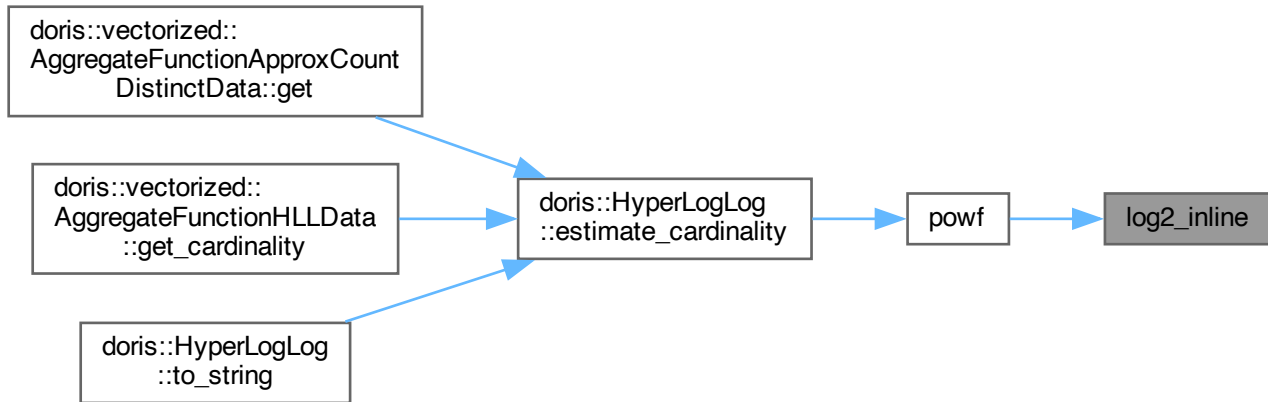 doris::vectorized::
AggregateFunctionApproxCount
DistinctData::get
doris::vectorized::
AggregateFunctionHLLData
::get_cardinality
doris::HyperLogLog
::to_string
doris::HyperLogLog
::estimate_cardinality
powf
log2_inline